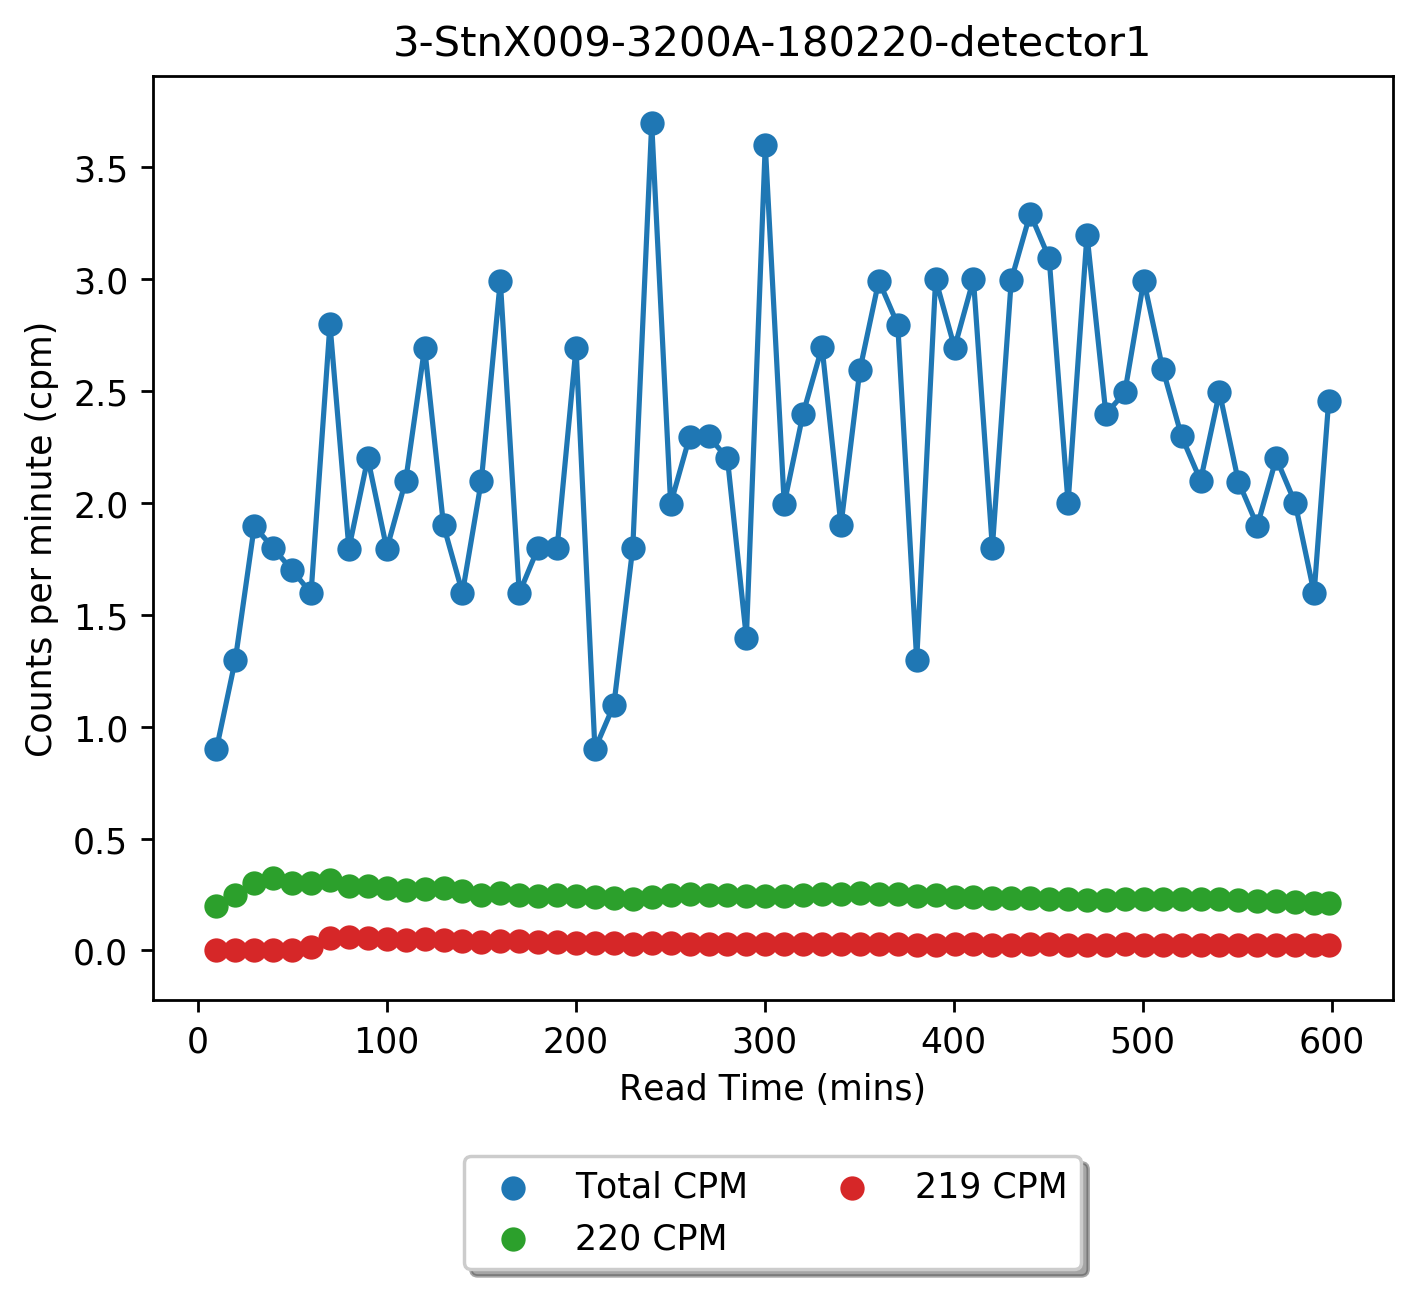 3-StnX009-3200A-180220-detector1
Counts per minute (cpm)
3.5
3.0
2.5
2.0
1.5
1.0
0.5
0.0
0 100 200 300 400 500 600
Read Time (mins)
Total CPM 219 CPM
220 CPM